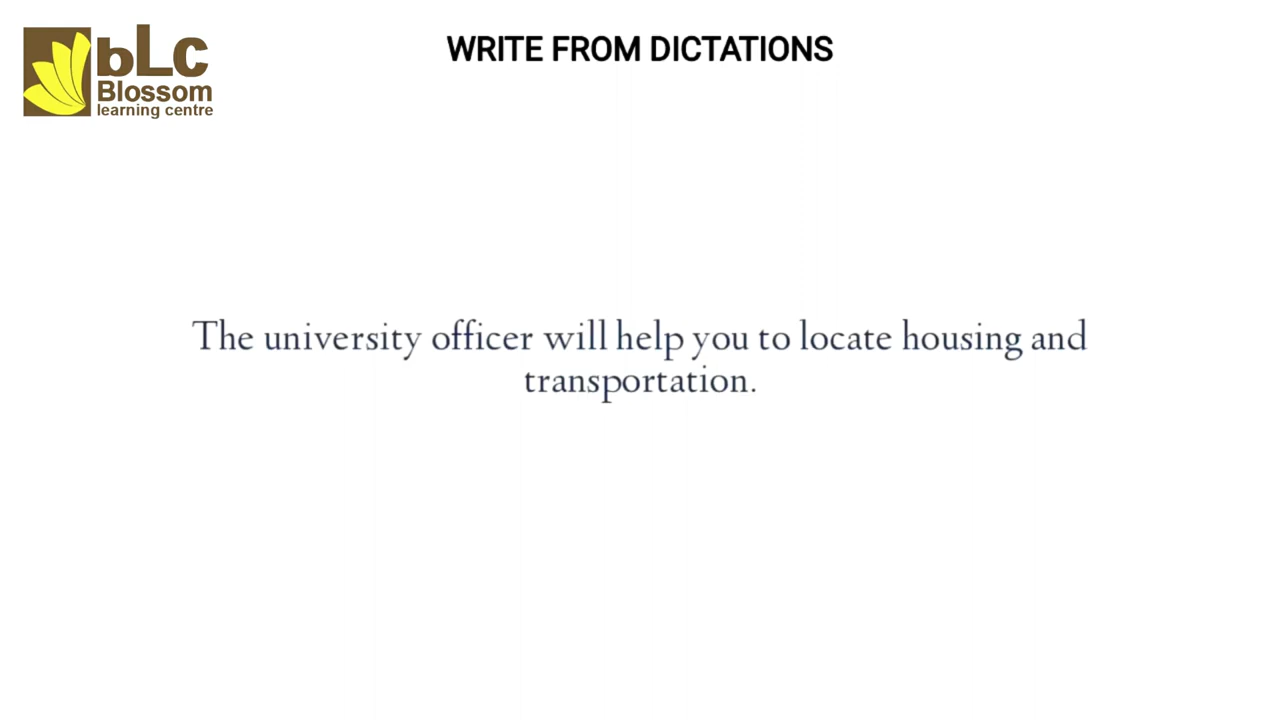 bLC
Blossom
learning centre
WRITE FROM DICTATIONS
The university officer will help you to locate housing and
transportation.